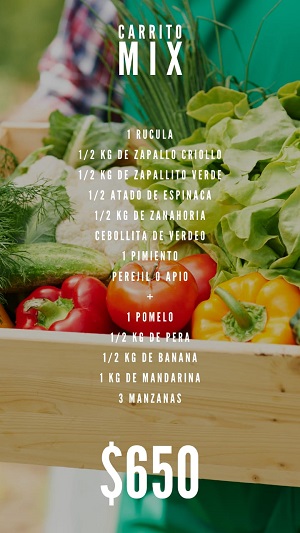 CARRITO
MIX
1 RUCULA
1/2 KG DE ZAPALLO CRIOLLO
1/2 KG DE ZAPALLITO VERDE
1/2 ATADO DE ESPINACA
1/2 KG DE ZANAHORIA
CEBOLLITA DE VERDEO
1 PIMIENTO
PEREJIL O APIO
+
1 POMELO
1/2 KG DE PERA
1/2 KG DE BANANA
1 KG DE MANDARINA
3 MANZANAS
$650